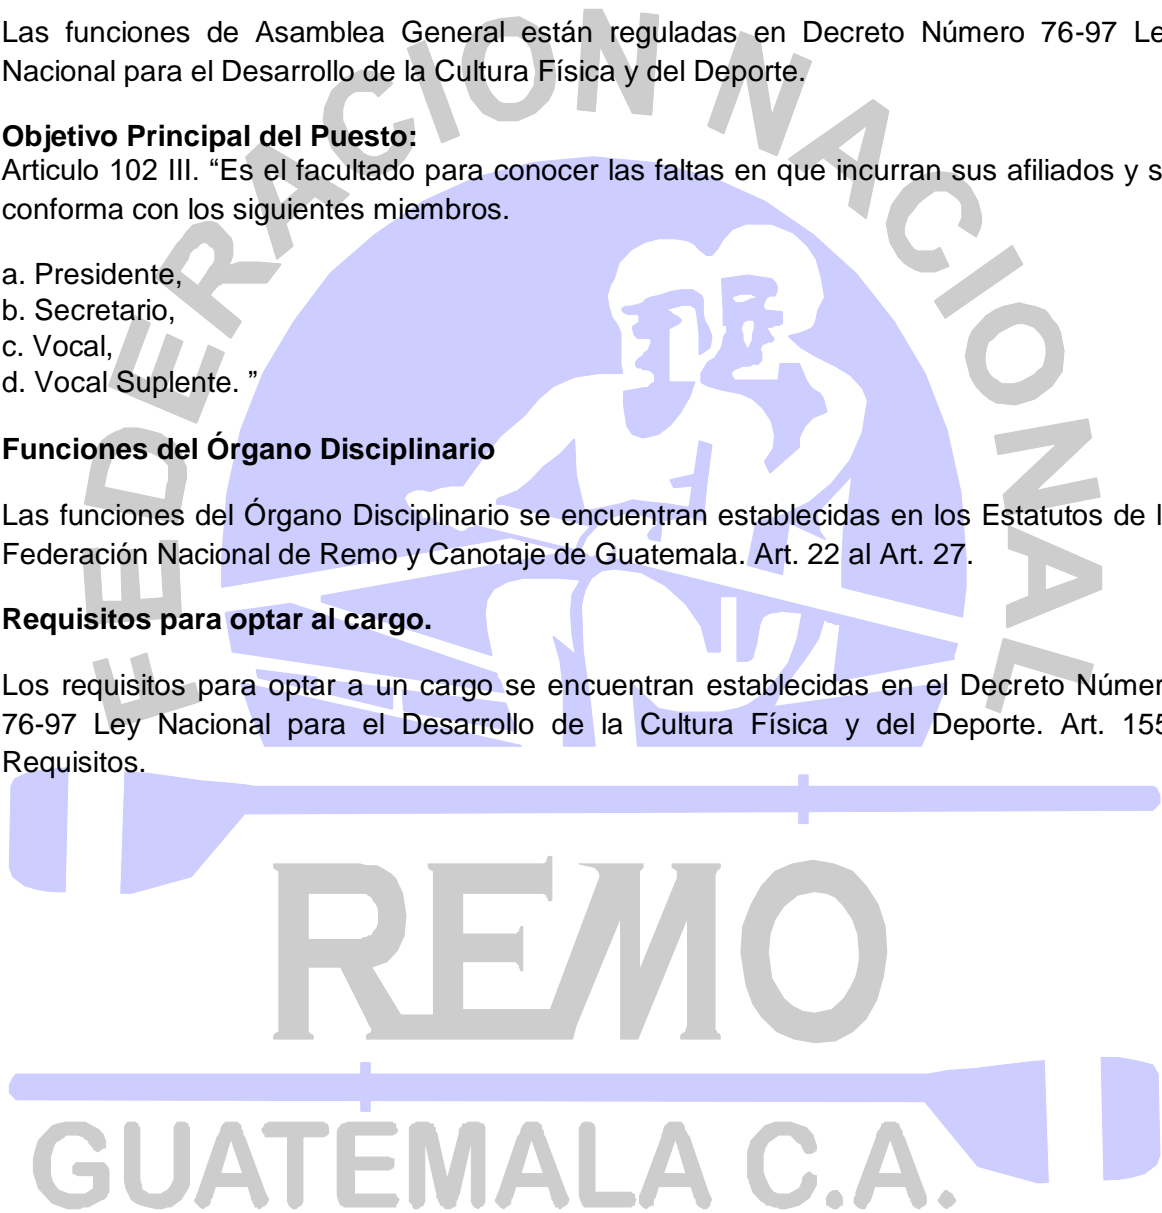 Las funciones de Asamblea General están reguladas en Decreto Número 76-97 Le
Nacional para el Desarrollo de la Cultura Física y del Deporte.
Objetivo Principal del Puesto:
Articulo 102 III. “Es el facultado para conocer las faltas en que incurran sus afiliados y s
conforma con los siguientes miembros.
a. Presidente,
b. Secretario,
c. Vocal,
d. Vocal Suplente. ”
Funciones del Órgano Disciplinario
Las funciones del Órgano Disciplinario se encuentran establecidas en los Estatutos de l
Federación Nacional de Remo y Canotaje de Guatemala. Art. 22 al Art. 27.
Requisitos para optar al cargo.
Los requisitos para optar a un cargo se encuentran establecidas en el Decreto Númer
76-97 Ley Nacional para el Desarrollo de la Cultura Física y del Deporte. Art. 155
Requisitos.
FEDERACION NACIONAL
REMO
GUATEMALA C.A.